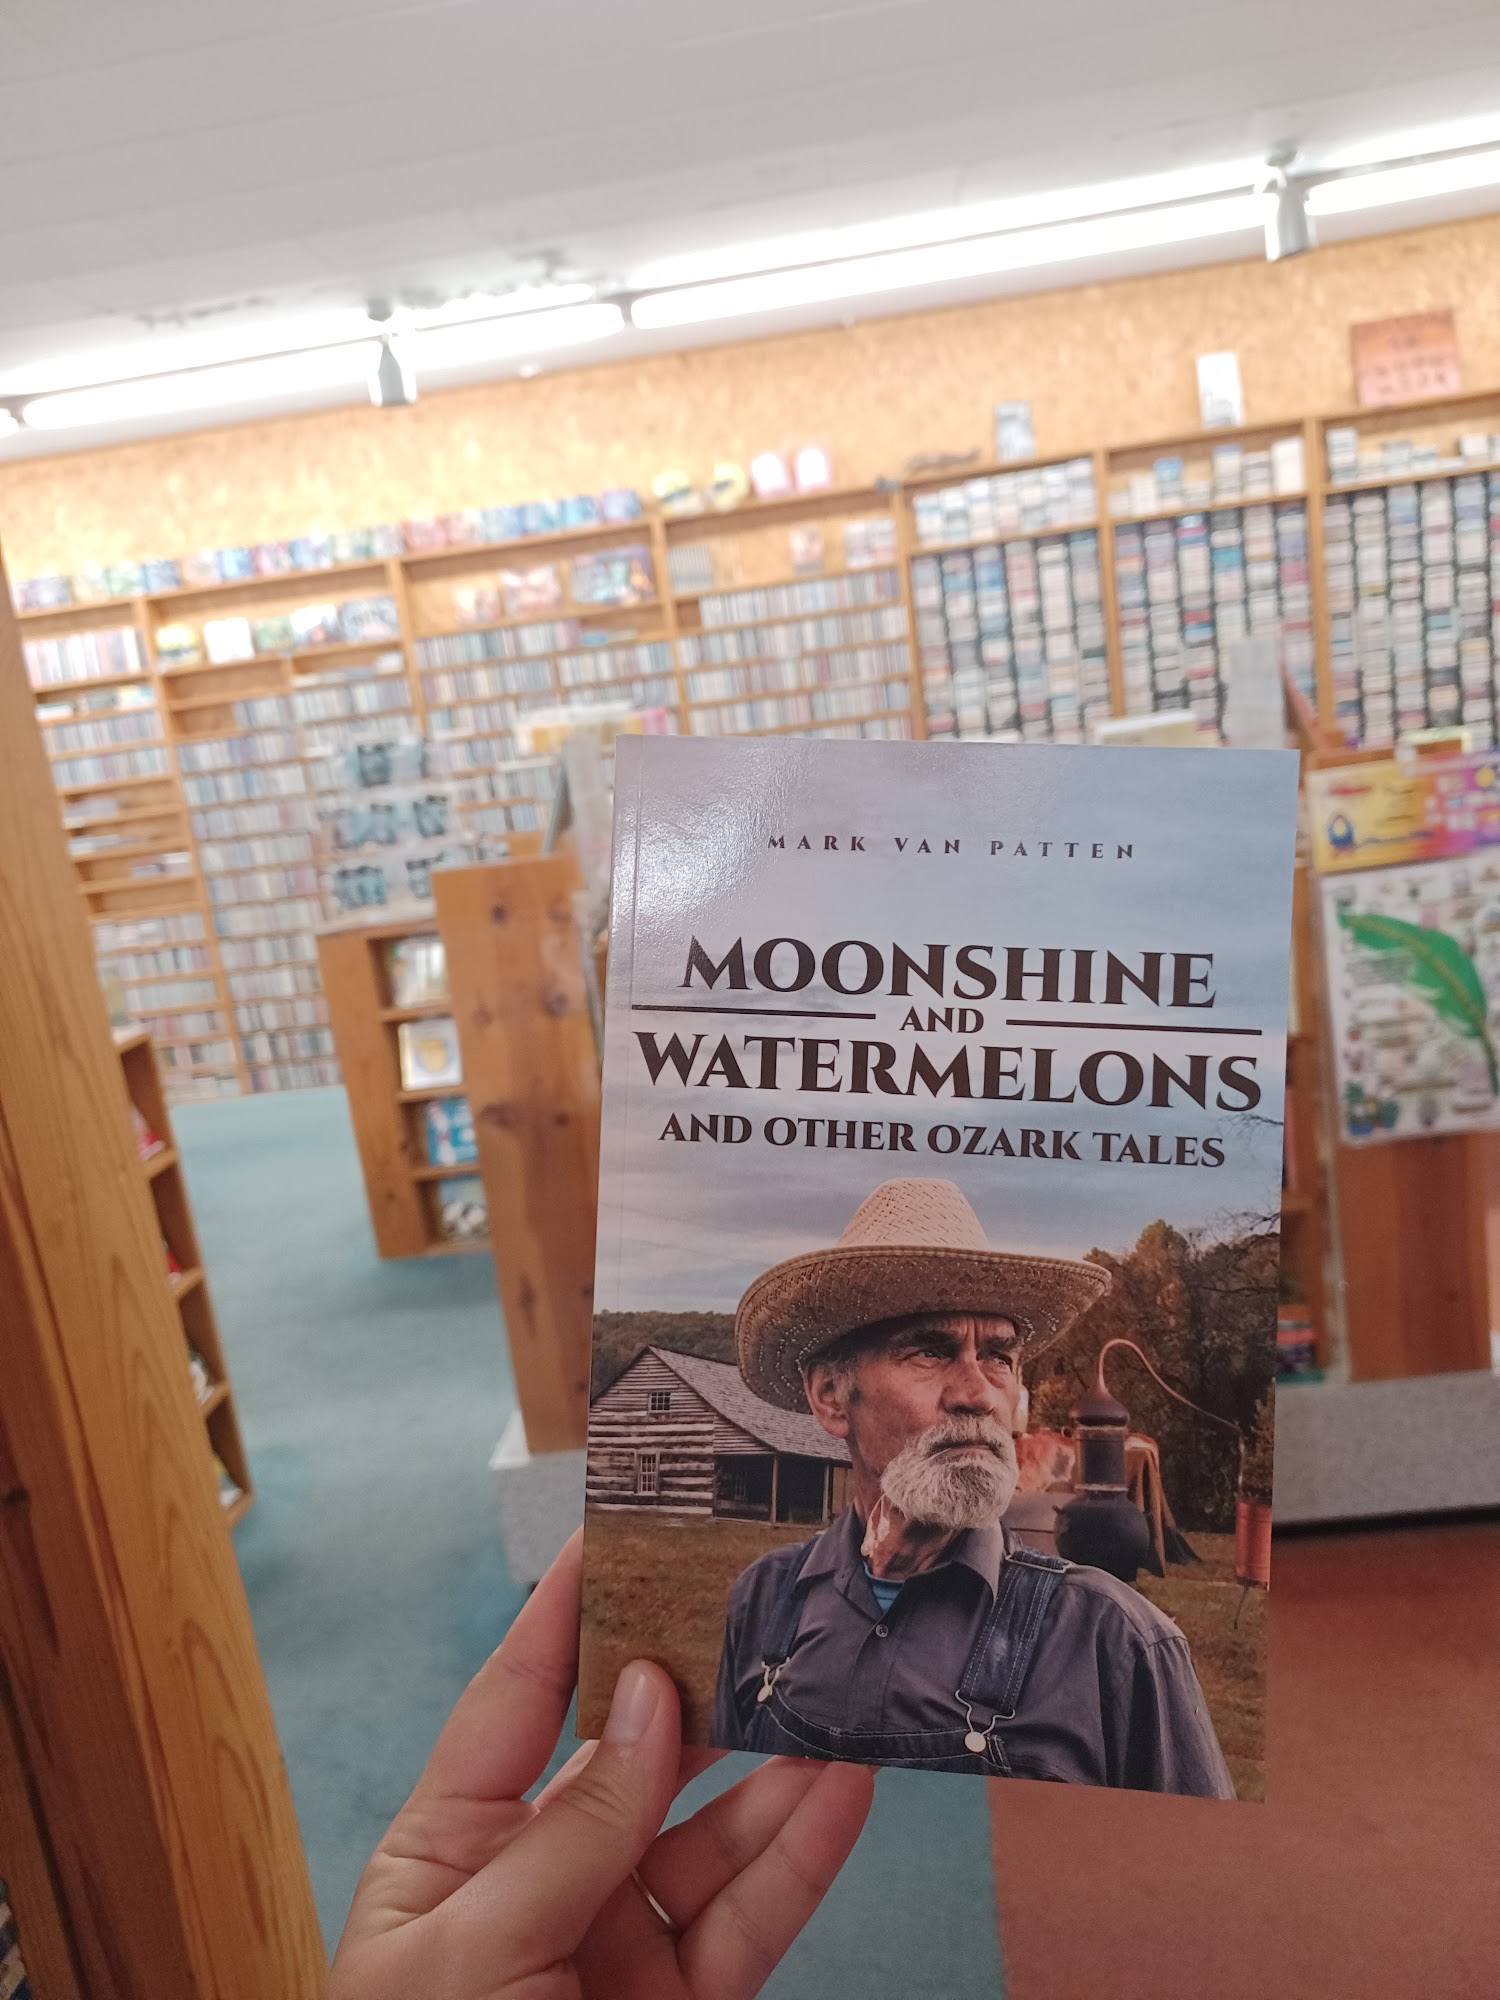 MARK VAN PATTEN
MOONSHINE
AND
WATERMELONS
AND OTHER OZARK TALES